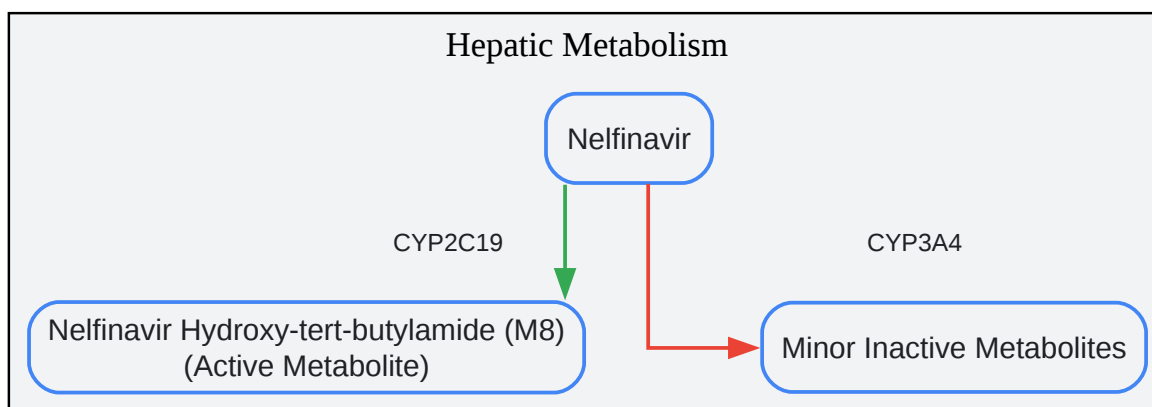 Hepatic Metabolism
Nelfinavir
CYP2C19
CYP3A4
Nelfinavir Hydroxy-tert-butylamide (M8)
(Active Metabolite)
Minor Inactive Metabolites